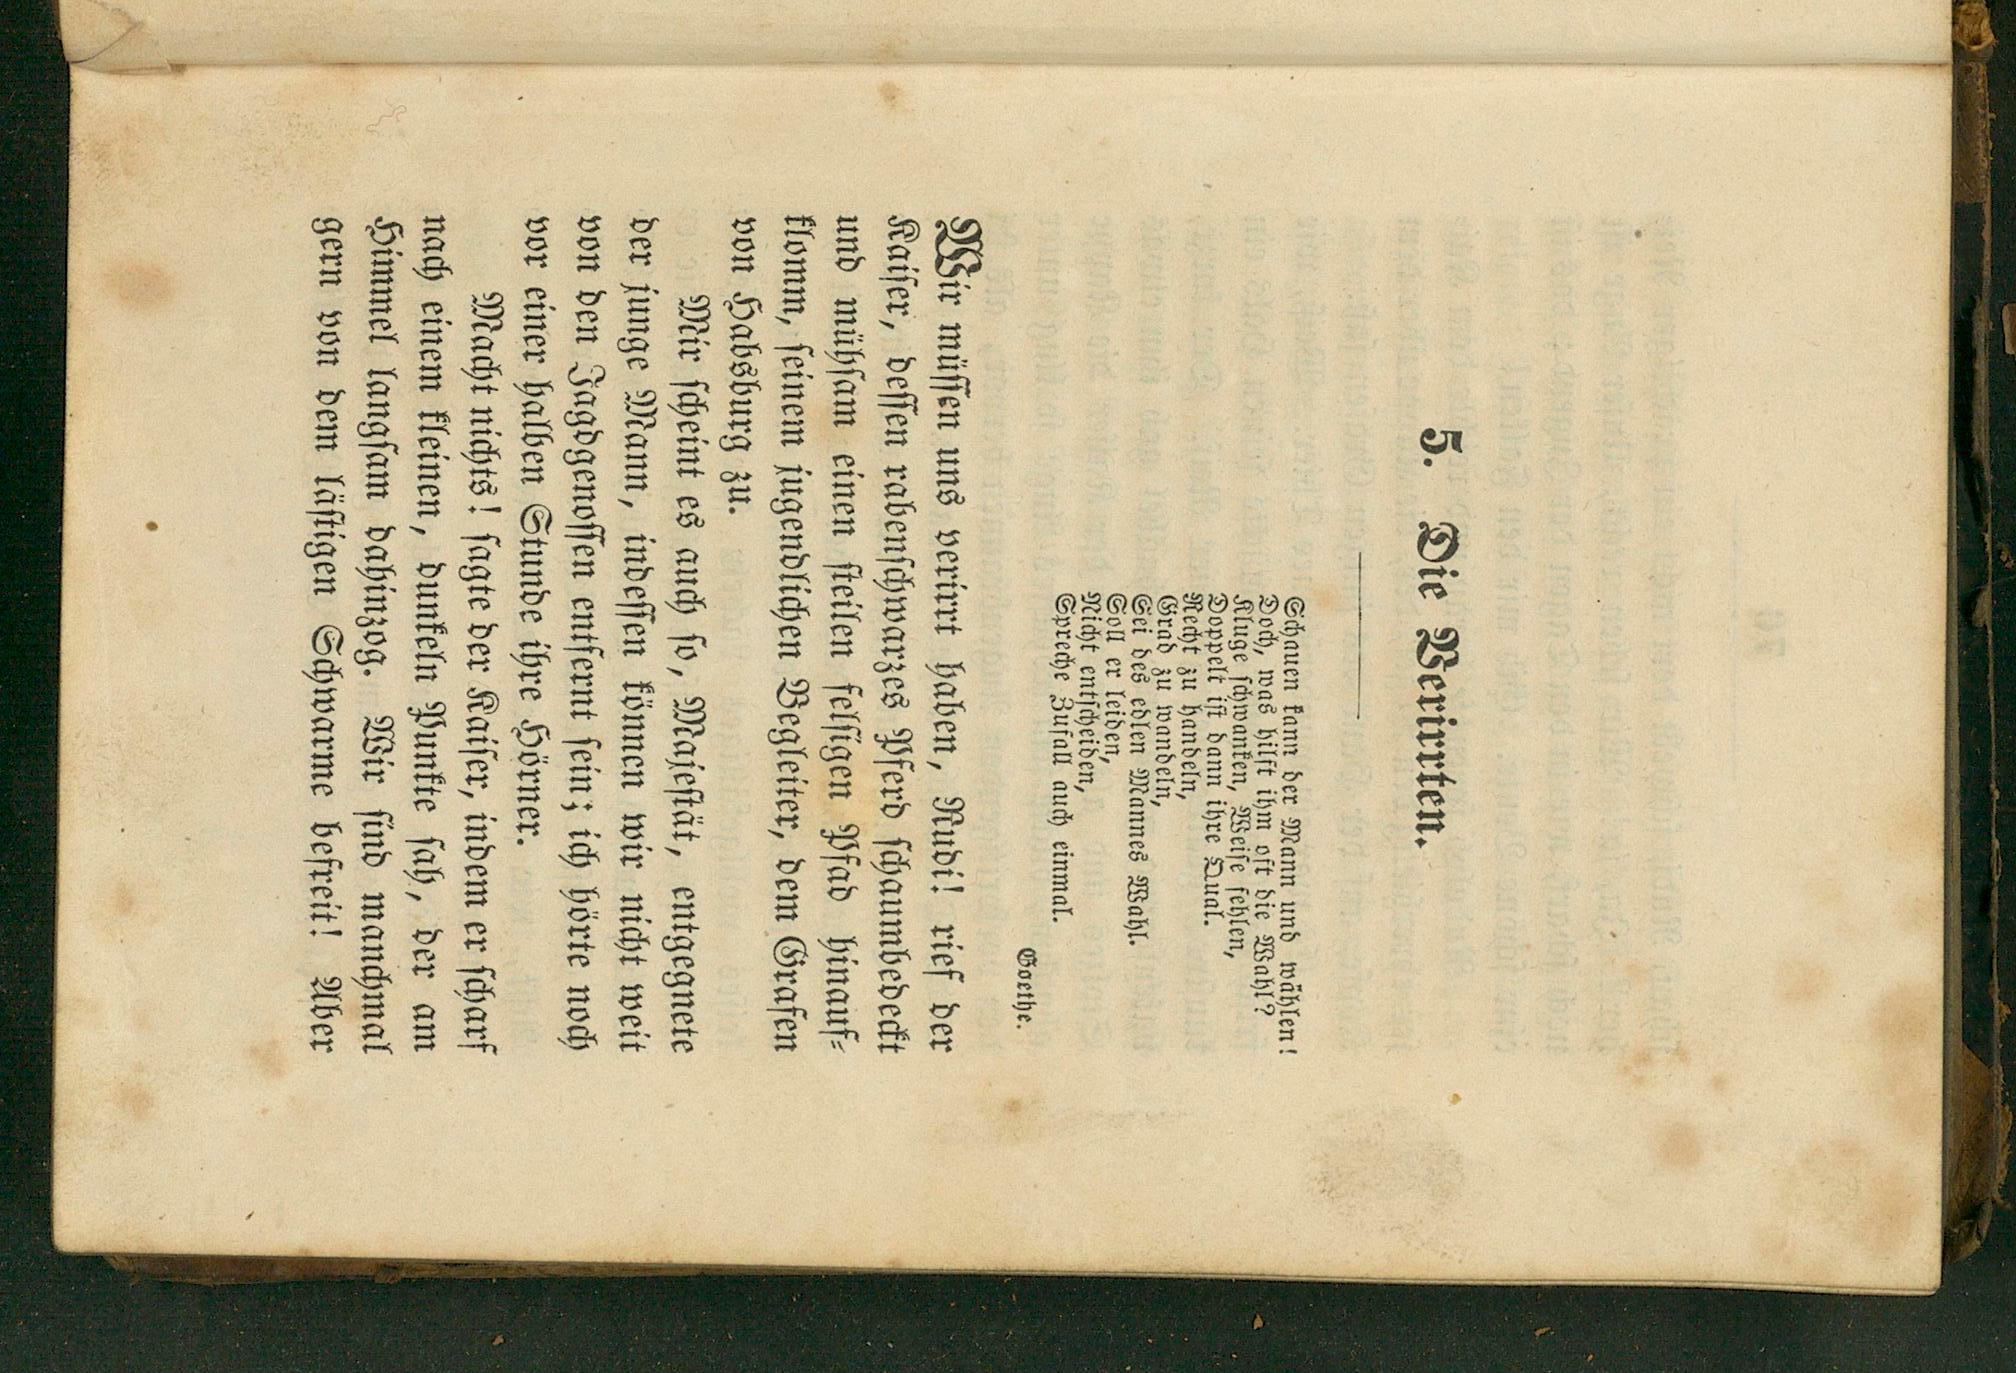 5. Die Verirrten.
Schauen kann der Mann und wählen!
Doch, was hilft ihm oft die Wahl?
Kluge schwanken, Weise fehlen,
Doppelt ist dann ihre Qual.
Recht zu handeln,
Grad zu wandeln,
Sei des edlen Mannes Wahl.
Soll er leiden,
Nicht entscheiden,
Spreche Zufall auch einmal.
Goethe.
Wir müssen uns verirrt haben, Rudi! rief der
Kaiser, dessen rabenschwarzes Pferd schaumbedeckt
und mühsam einen steilen felsigen Pfad hinauf-
klomm, seinem jugendlichen Begleiter, dem Grafen
von Habsburg zu.
Mir scheint es auch so, Majestät, entgegnete
der junge Mann, indessen können wir nicht weit
von den Jagdgenossen entfernt sein; ich hörte noch
vor einer halben Stunde ihre Hörner.
Macht nichts! sagte der Kaiser, indem er scharf
nach einem kleinen, dunkeln Punkte sah, der am
Himmel langsam dahinzog. Wir sind manchmal
gern von dem lästigen Schwarme befreit! Aber